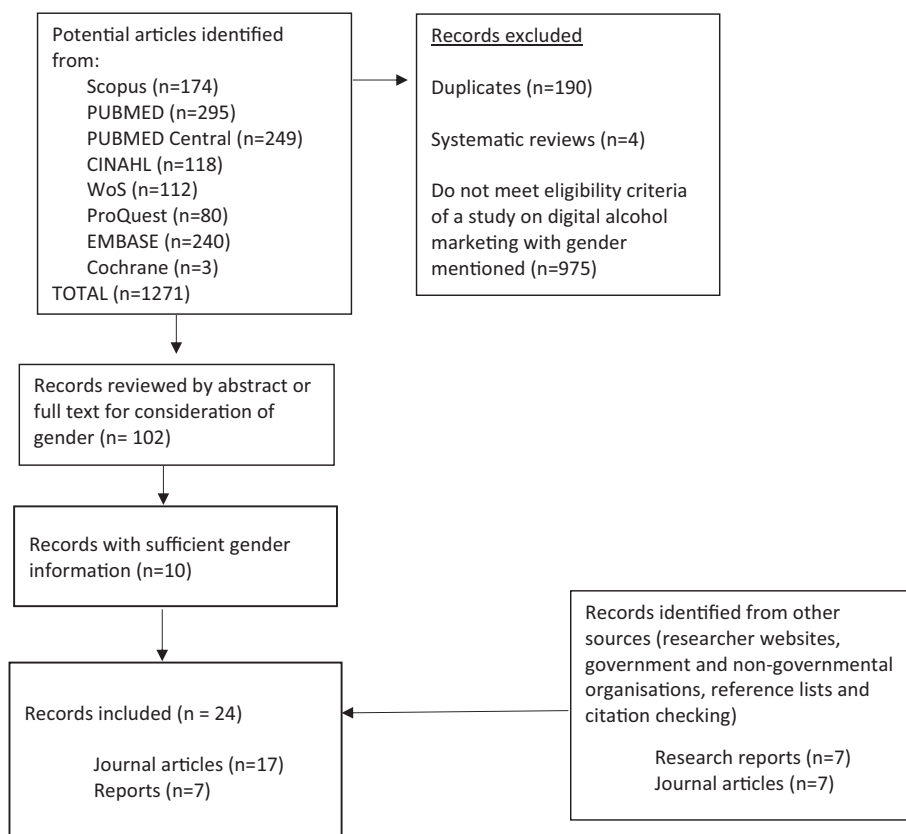 Potential articles identified
from:
Scopus (n=174)
PUBMED (n=295)
PUBMED Central (n=249)
CINAHL (n=118)
WoS (n=112)
ProQuest (n=80)
EMBASE (n=240)
Cochrane (n=3)
TOTAL (n=1271)
Records excluded
Duplicates (n=190)
Systematic reviews (n=4)
Do not meet eligibility criteria
of a study on digital alcohol
marketing with gender
mentioned (n=975)
Records reviewed by abstract or
full text for consideration of
gender (n= 102)
Records with sufficient gender
information (n=10)
Records identified from other
sources (researcher websites,
government and non-governmental
organisations, reference lists and
citation checking)
Research reports (n=7)
Journal articles (n=7)
Records included (n = 24)
Journal articles (n=17)
Reports (n=7)